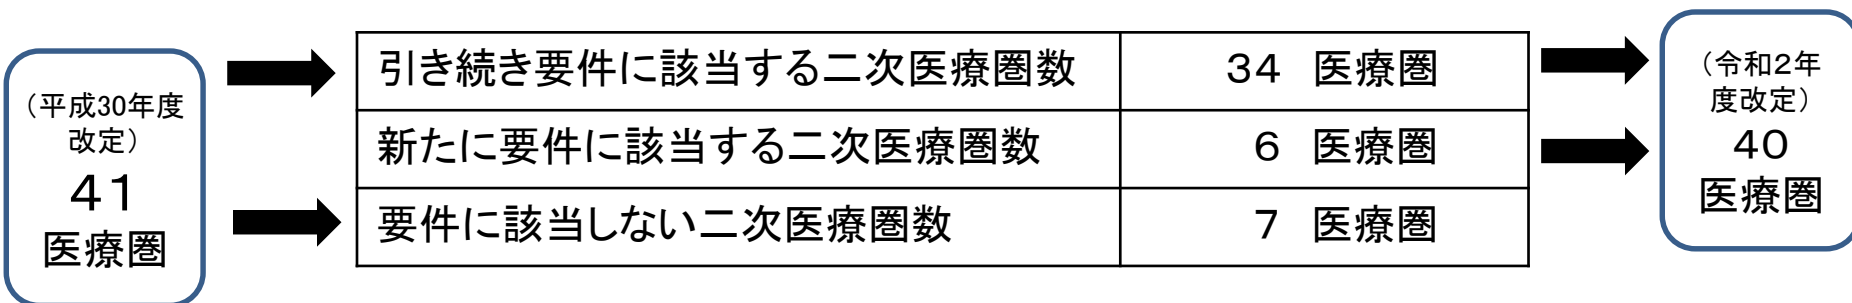 （平成30年度
改定）
４１
医療圏
引き続き要件に該当する二次医療圏数 34 医療圏
新たに要件に該当する二次医療圏数 6 医療圏
要件に該当しない二次医療圏数 7 医療圏
（令和２年
度改定）
４０
医療圏